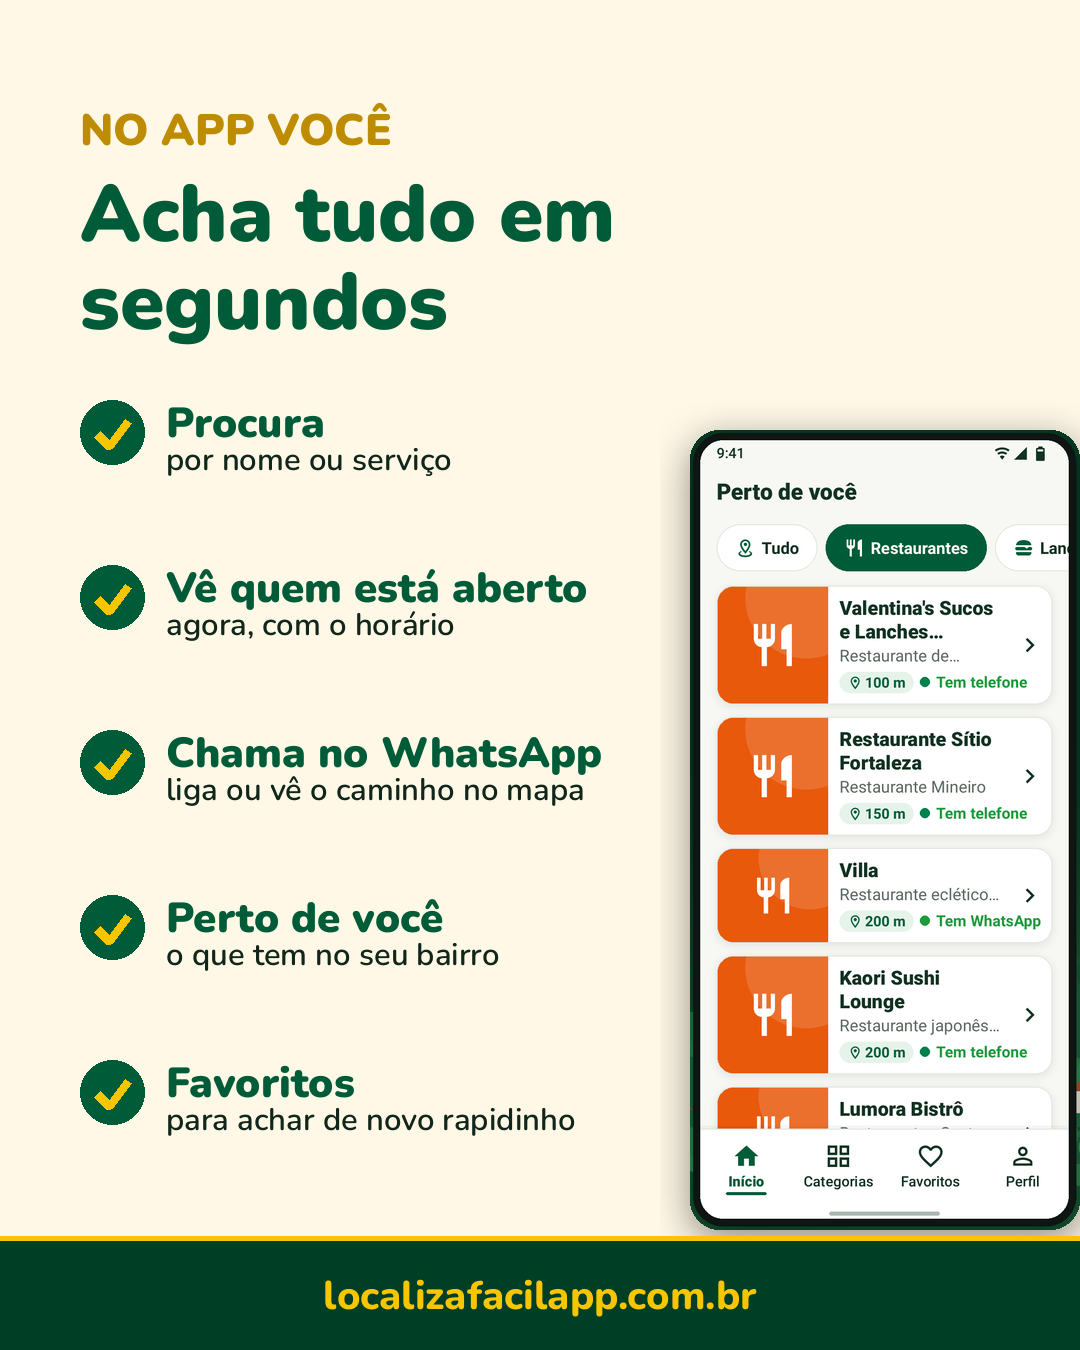 NO APP VOCÊ
Acha tudo em
segundos
Procura
por nome ou serviço
Vê quem está aberto
agora, com o horário
Chama no WhatsApp
liga ou vê o caminho no mapa
Perto de você
o que tem no seu bairro
Favoritos
para achar de novo rapidinho
9:41
Perto de você
Tudo
Restaurantes
Lanc
Valentina's Sucos
e Lanches...
Restaurante de...
100 m
Tem telefone
Restaurante Sítio
Fortaleza
Restaurante Mineiro
150 m
Tem telefone
Villa
Restaurante eclético...
200 m
Tem WhatsApp
Kaori Sushi
Lounge
Restaurante japonês...
200 m
Tem telefone
Lumora Bistrô
Início
Categorias
Favoritos
Perfil
localizafacilapp.com.br